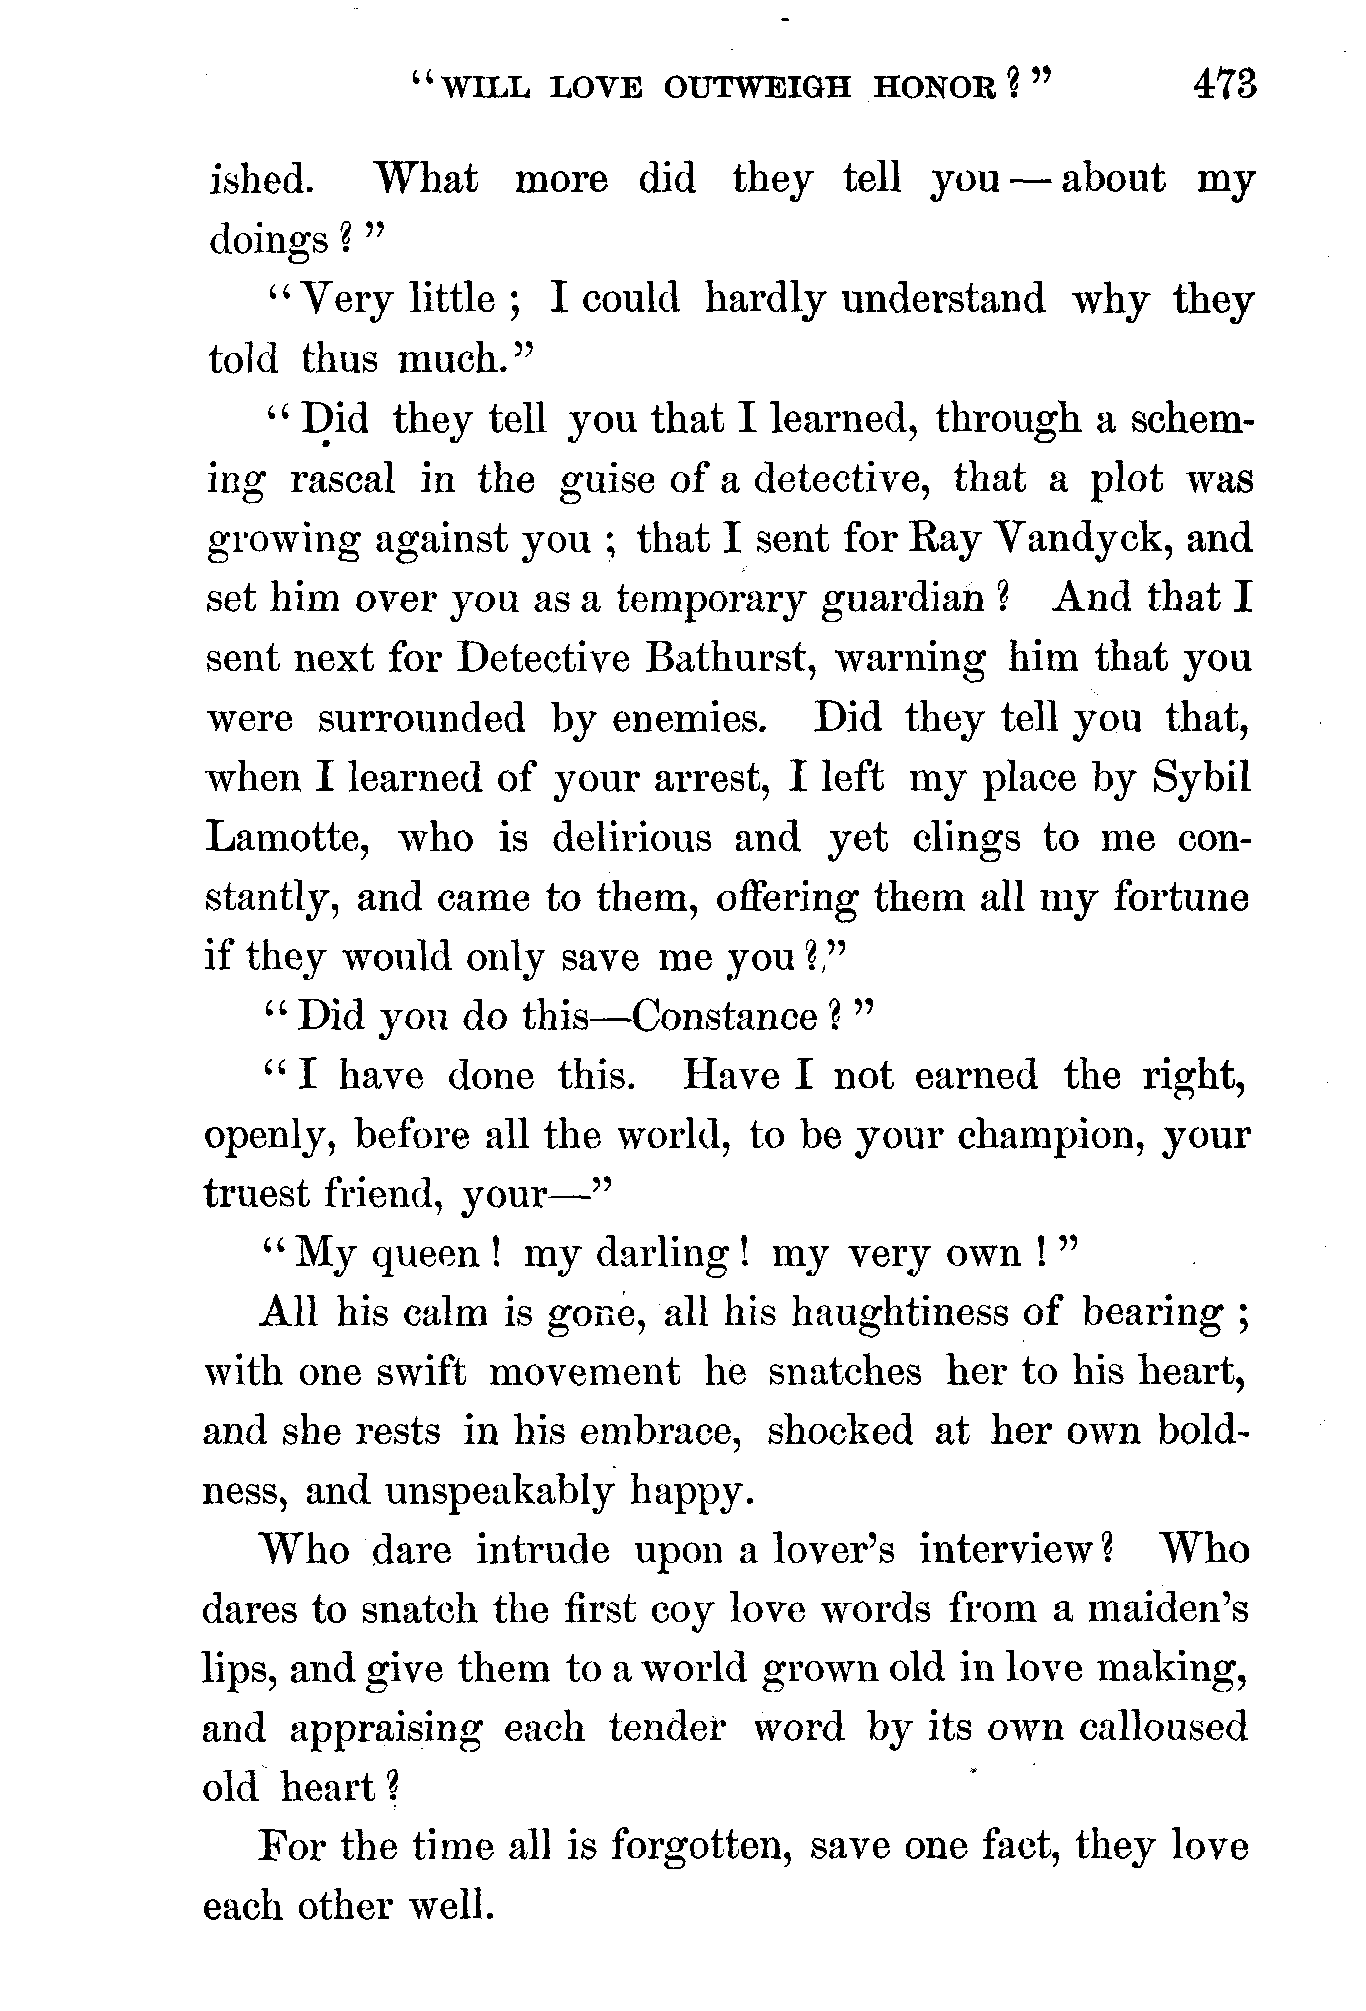 "WILL LOVE OUTWEIGH HONOR?" 473
ished. What more did they tell you — about my
doings?"
"Very little; I could hardly understand why they
told thus much."
"Did they tell you that I learned, through a schem-
ing rascal in the guise of a detective, that a plot was
growing against you; that I sent for Ray Vandyck, and
set him over you as a temporary guardian? And that I
sent next for Detective Bathurst, warning him that you
were surrounded by enemies. Did they tell you that,
when I learned of your arrest, I left my place by Sybil
Lamotte, who is delirious and yet clings to me con-
stantly, and came to them, offering them all my fortune
if they would only save me you?"
"Did you do this—Constance?"
"I have done this. Have I not earned the right,
openly, before all the world, to be your champion, your
truest friend, your—"
"My queen! my darling! my very own!"
All his calm is gone, all his haughtiness of bearing;
with one swift movement he snatches her to his heart,
and she rests in his embrace, shocked at her own bold-
ness, and unspeakably happy.
Who dare intrude upon a lover's interview? Who
dares to snatch the first coy love words from a maiden's
lips, and give them to a world grown old in love making,
and appraising each tender word by its own calloused
old heart?
For the time all is forgotten, save one fact, they love
each other well.